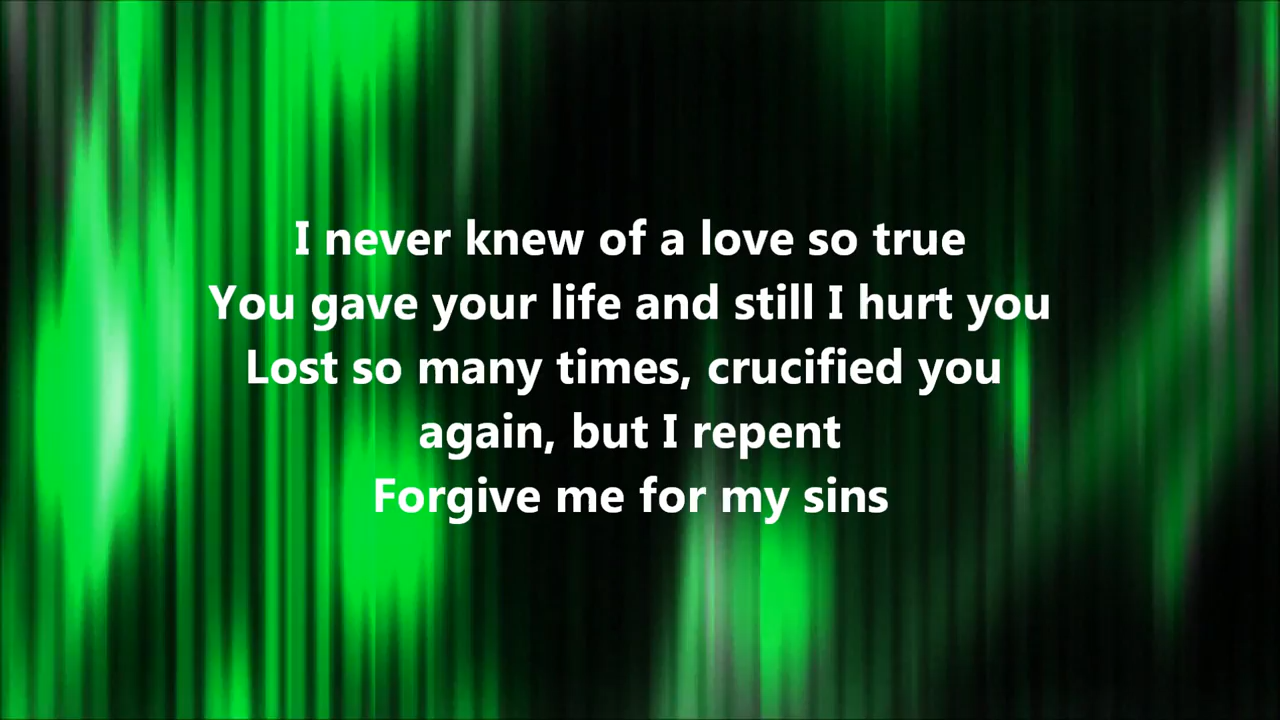 I never knew of a love so true
You gave your life and still I hurt you
Lost so many times, crucified you
again, but I repent
Forgive me for my sins